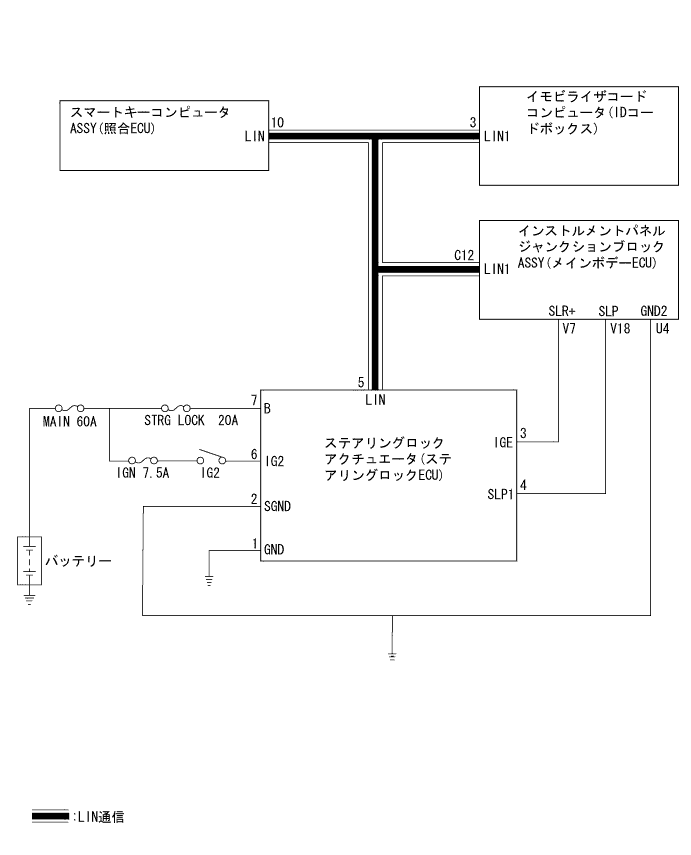 スマートキーコンピュータ
ASSY(照合ECU)
LIN
10
3
イモビライザコード
コンピュータ(IDコー
ドボックス)
LIN1
インストルメントパネル
ジャンクションブロック
ASSY(メインボデーECU)
C12
LIN1
SLR+
SLP
GND2
V7
V18
U4
5
LIN
7
B
MAIN 60A
STRG LOCK 20A
ステアリングロック
アクチュエータ(ステ
アリングロックECU)
3
IGE
6
IG2
IGN 7.5A
IG2
4
SLP1
2
SGND
1
GND
バッテリー
:LIN通信